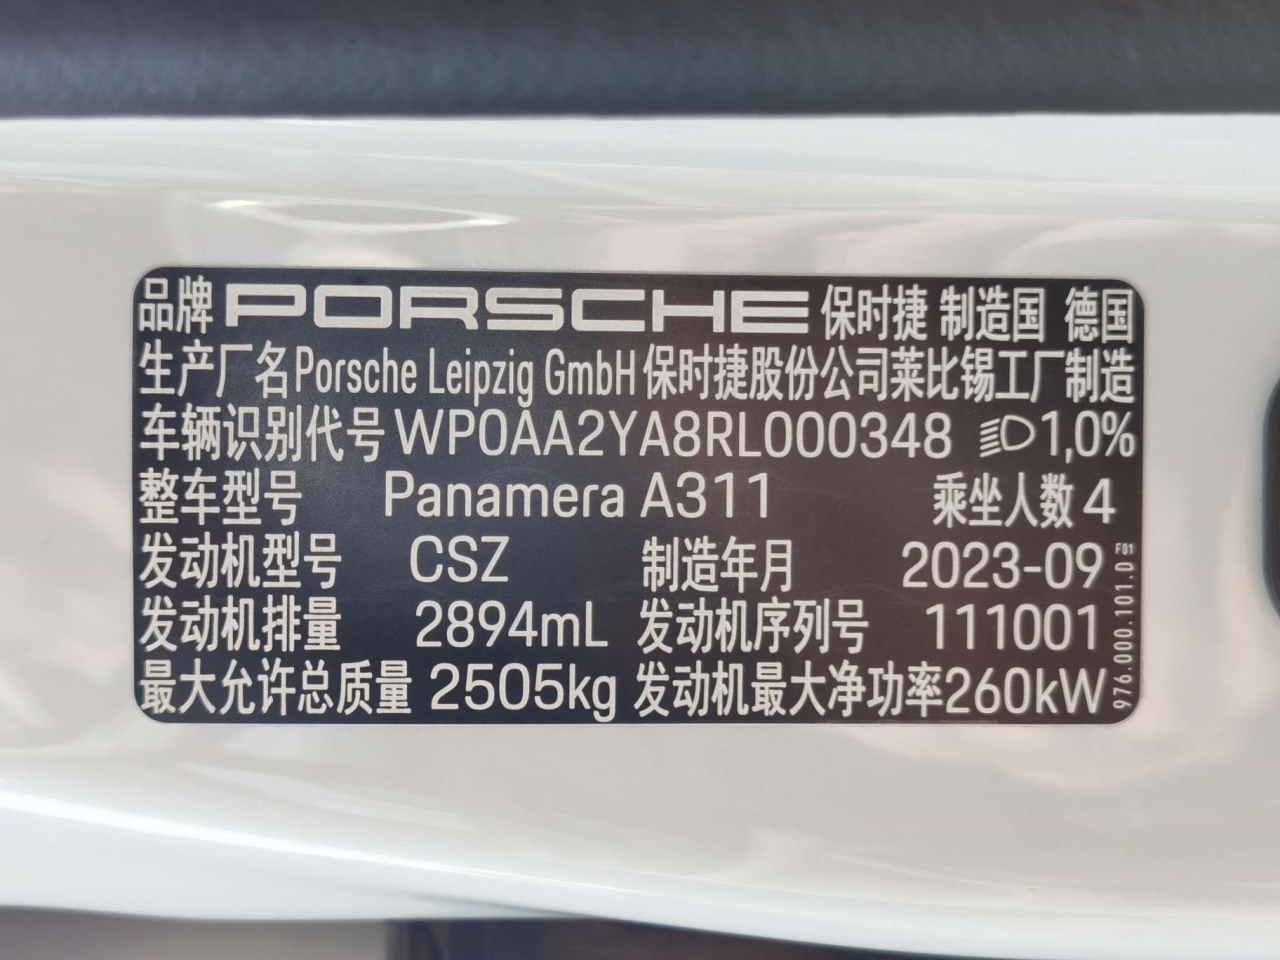 品牌 PORSCHE 保时捷 制造国 德国
生产厂名Porsche Leipzig GmbH 保时捷股份公司莱比锡工厂制造
车辆识别代号 WP0AA2YA8RL000348 1,0%
整车型号 Panamera A311 乘坐人数 4
发动机型号 CSZ 制造年月 2023-09
发动机排量 2894mL 发动机序列号 111001
最大允许总质量 2505kg 发动机最大净功率260kW
976.000.101.0 F01